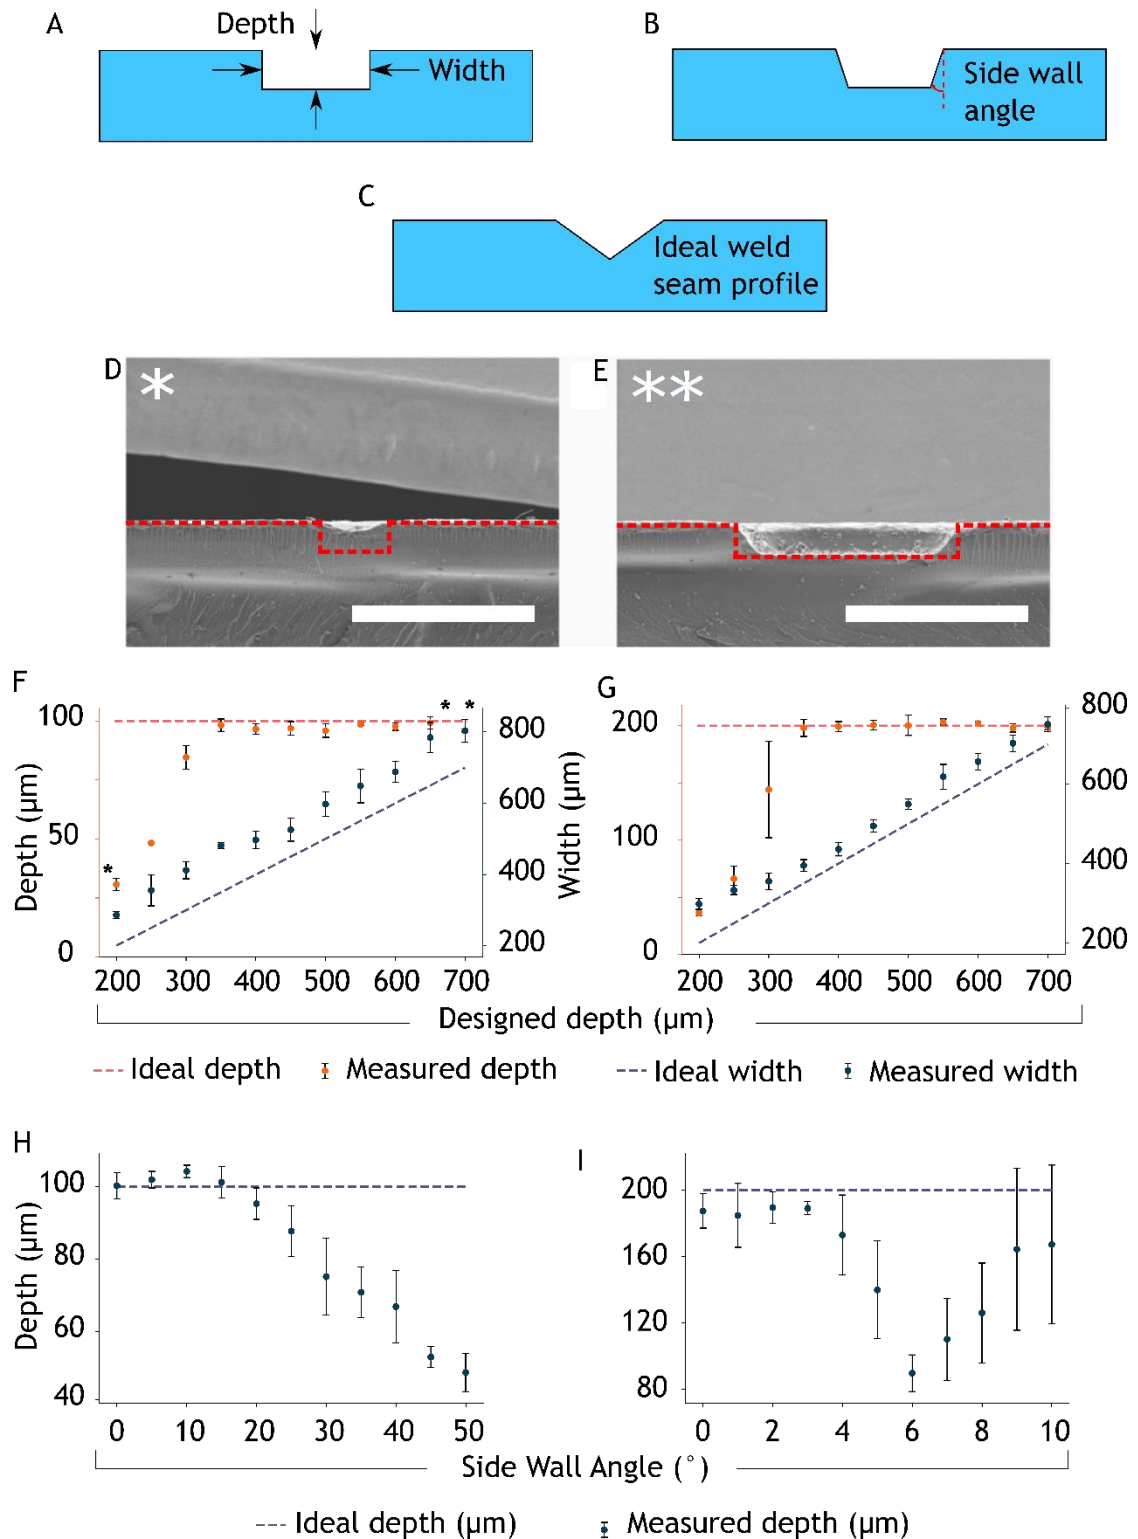 A
Depth
Width
B
Side wall
angle
C
Ideal weld
seam profile
D
*
E
**
F
100
50
0
Depth (µm)
*
* *
800
600
400
200
Width (µm)
200 300 400 500 600 700
G
200
100
0
800
600
400
200
200 300 400 500 600 700
Designed depth (µm)
Ideal depth
Measured depth
Ideal width
Measured width
H
100
80
60
40
Depth (µm)
0 10 20 30 40 50
I
200
160
120
80
0 2 4 6 8 10
Side Wall Angle (°)
Ideal depth (µm)
Measured depth (µm)